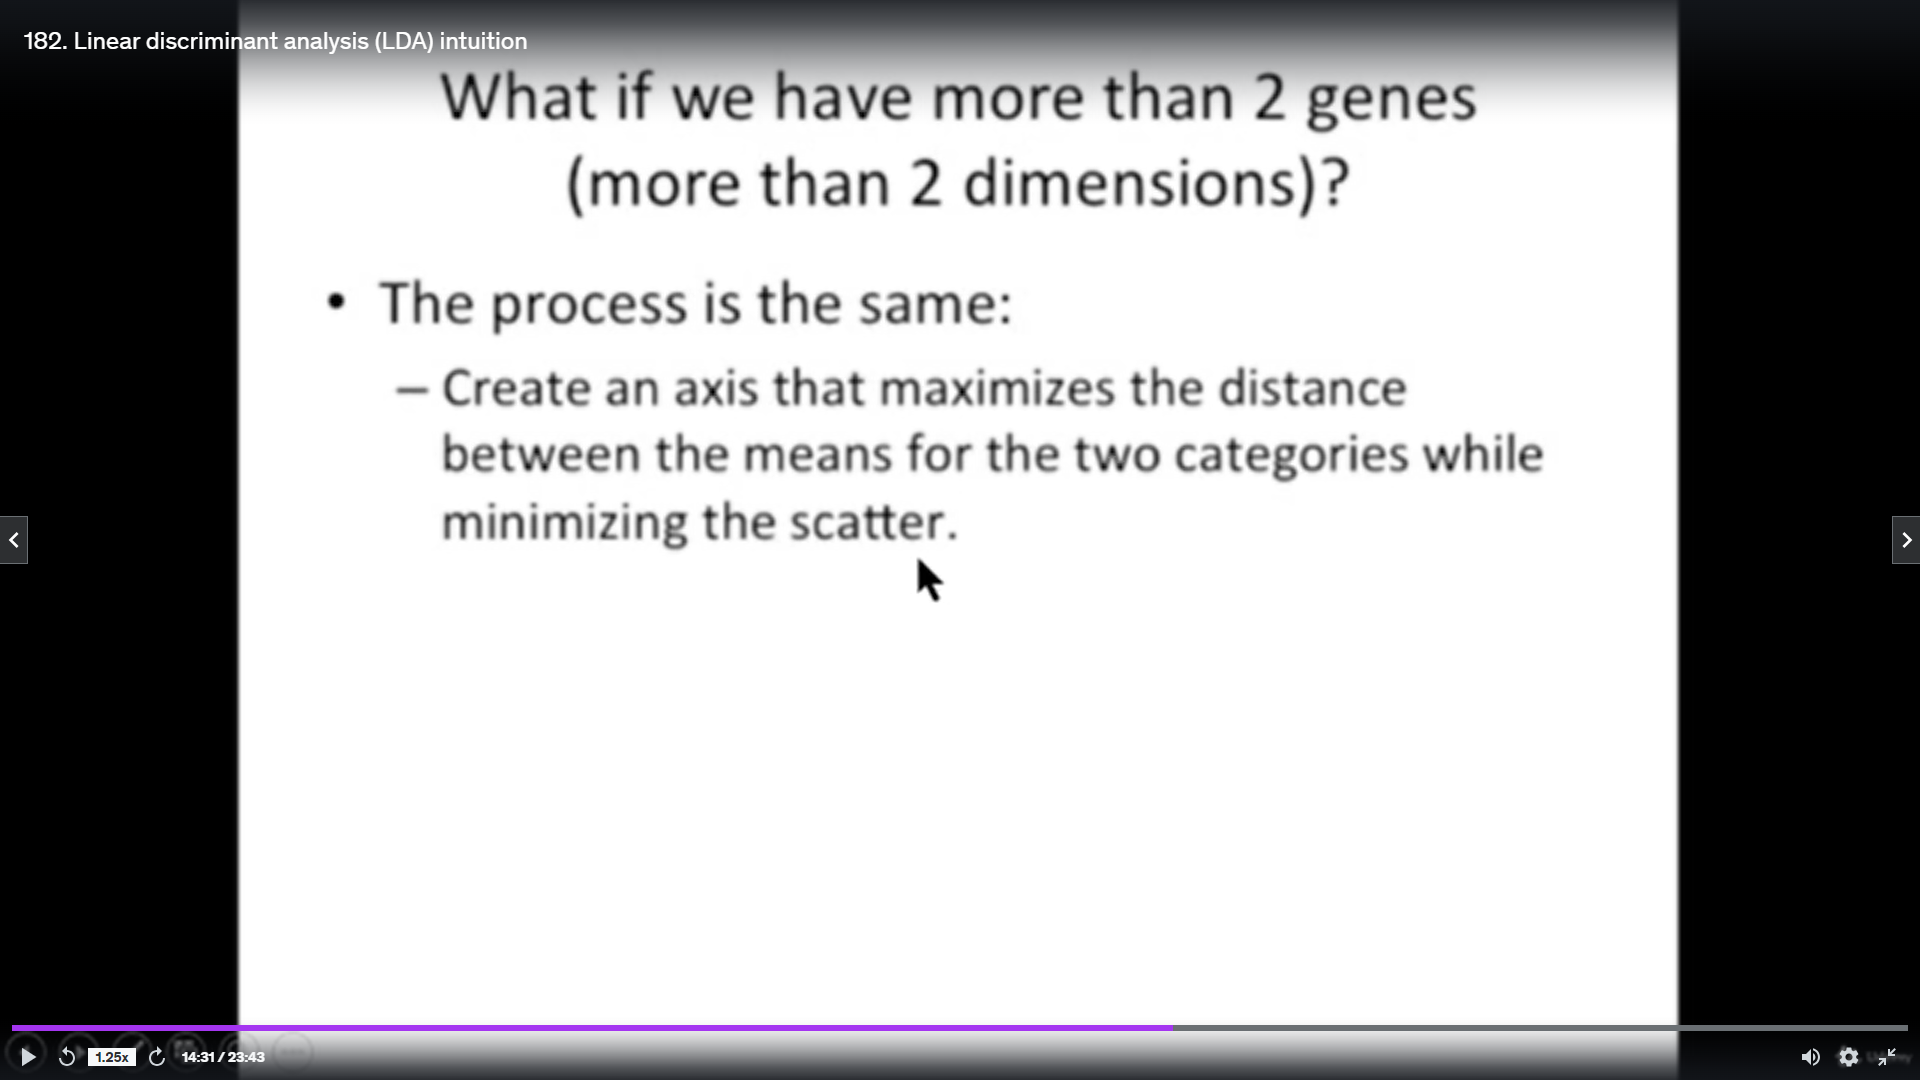 182. Linear discriminant analysis (LDA) intuition
What if we have more than 2 genes
(more than 2 dimensions)?
• The process is the same:
– Create an axis that maximizes the distance
between the means for the two categories while
minimizing the scatter.
1.25x 14:31 / 23:43